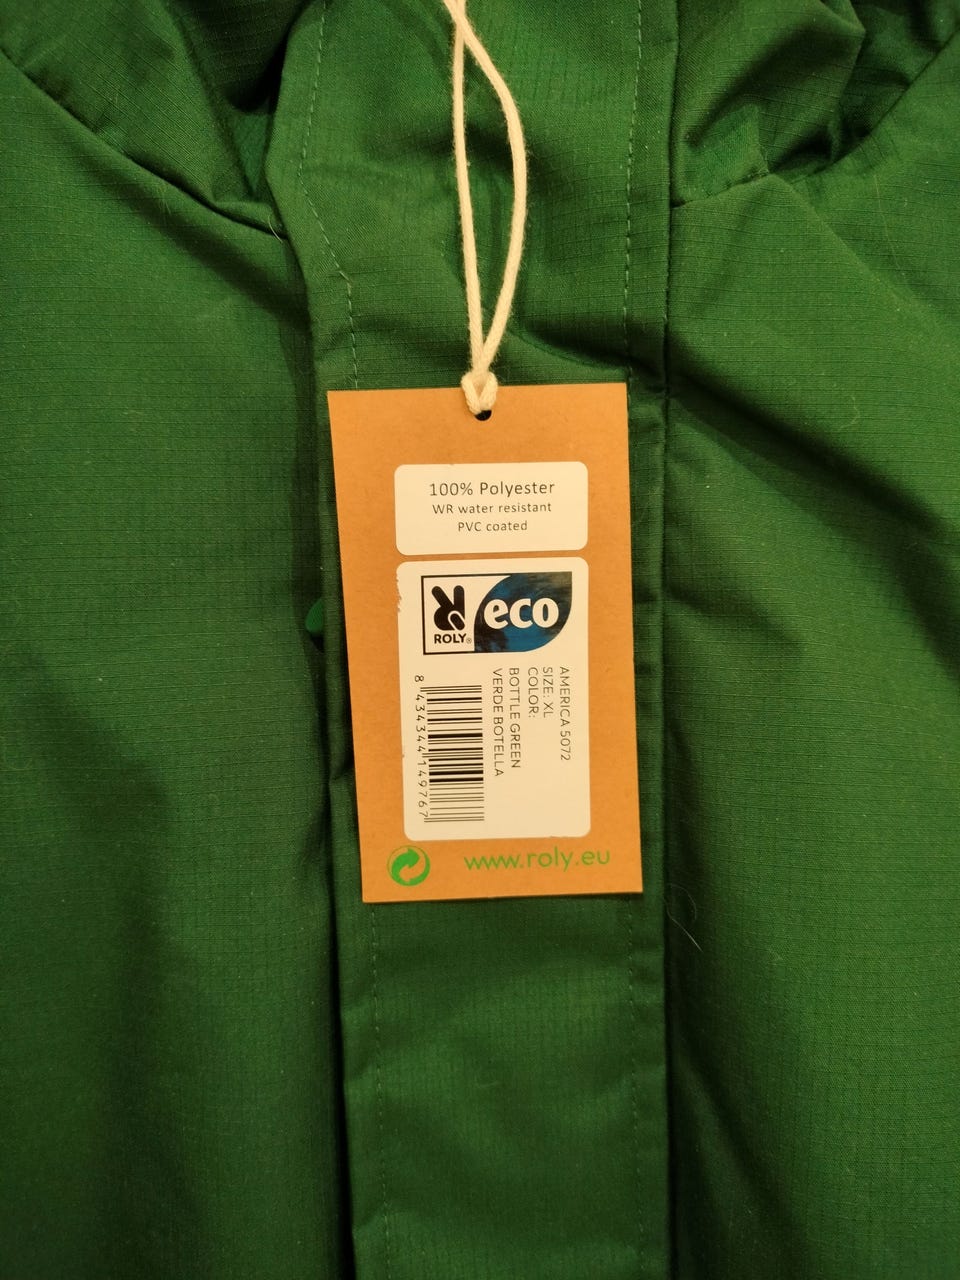 100% Polyester
WR water resistant
PVC coated
ROLY®
eco
AMERICA 5072
SIZE: XL
COLOR:
BOTTLE GREEN
VERDE BOTELLA
8 434344 149767
www.roly.eu